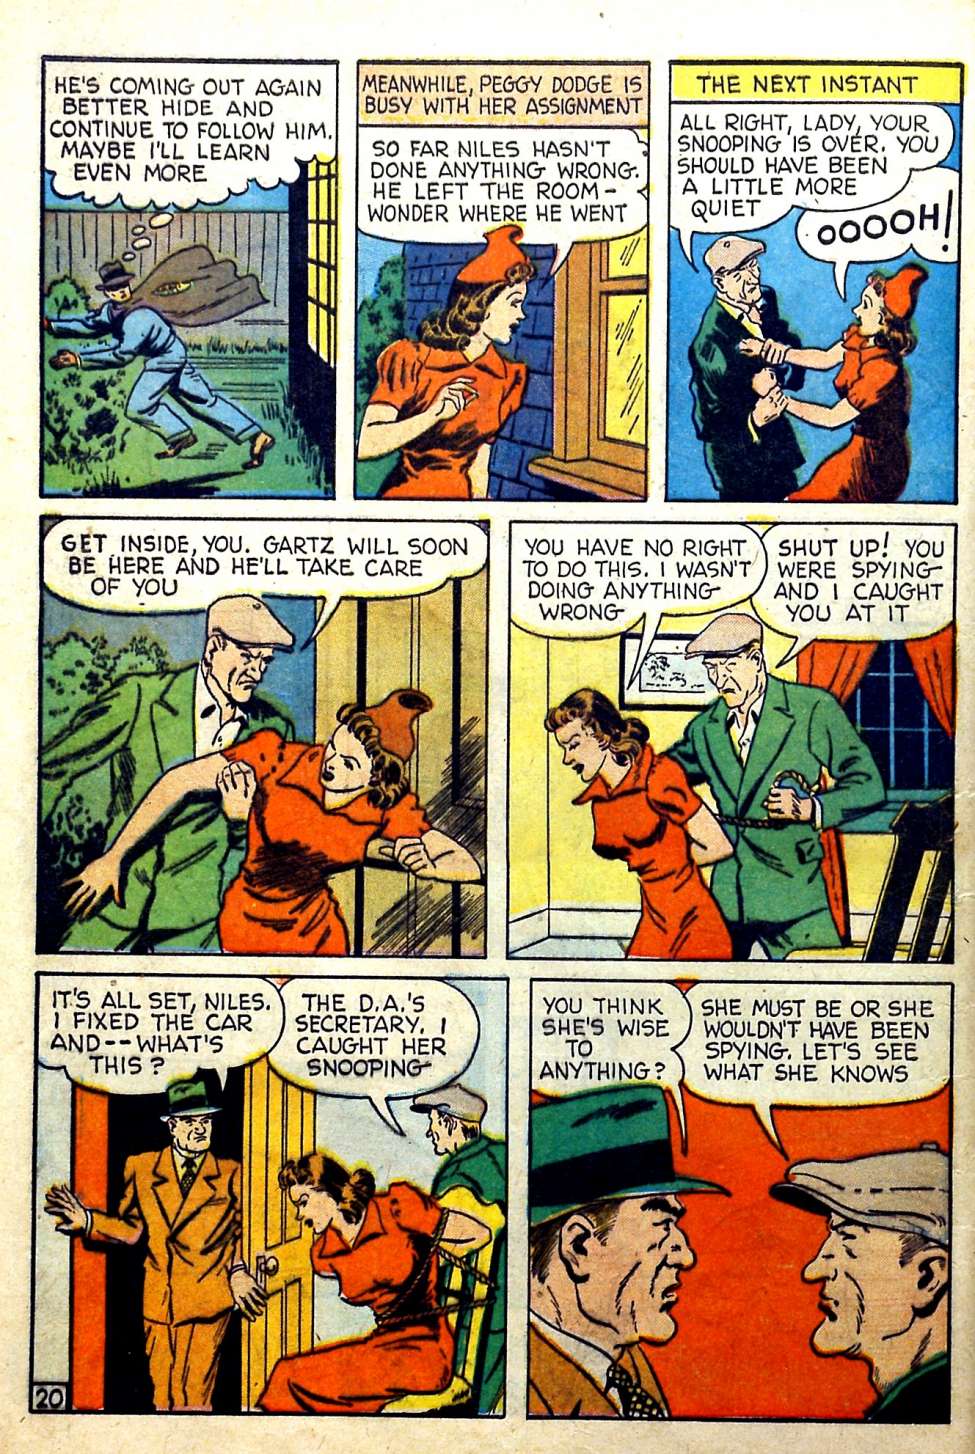 HE'S COMING OUT AGAIN
BETTER HIDE AND
CONTINUE TO FOLLOW HIM.
MAYBE I'LL LEARN
EVEN MORE
MEANWHILE, PEGGY DODGE IS
BUSY WITH HER ASSIGNMENT
SO FAR NILES HASN'T
DONE ANYTHING WRONG.
HE LEFT THE ROOM-
WONDER WHERE HE WENT
THE NEXT INSTANT
ALL RIGHT, LADY, YOUR
SNOOPING IS OVER. YOU
SHOULD HAVE BEEN
A LITTLE MORE
QUIET
OOOOH!
GET INSIDE, YOU. GARTZ WILL SOON
BE HERE AND HE'LL TAKE CARE
OF YOU
YOU HAVE NO RIGHT
TO DO THIS. I WASN'T
DOING ANYTHING
WRONG
SHUT UP! YOU
WERE SPYING
AND I CAUGHT
YOU AT IT
IT'S ALL SET, NILES.
I FIXED THE CAR
AND--WHAT'S
THIS?
THE D.A.'S
SECRETARY. I
CAUGHT HER
SNOOPING
YOU THINK
SHE'S WISE
TO
ANYTHING?
SHE MUST BE OR SHE
WOULDN'T HAVE BEEN
SPYING. LET'S SEE
WHAT SHE KNOWS
20